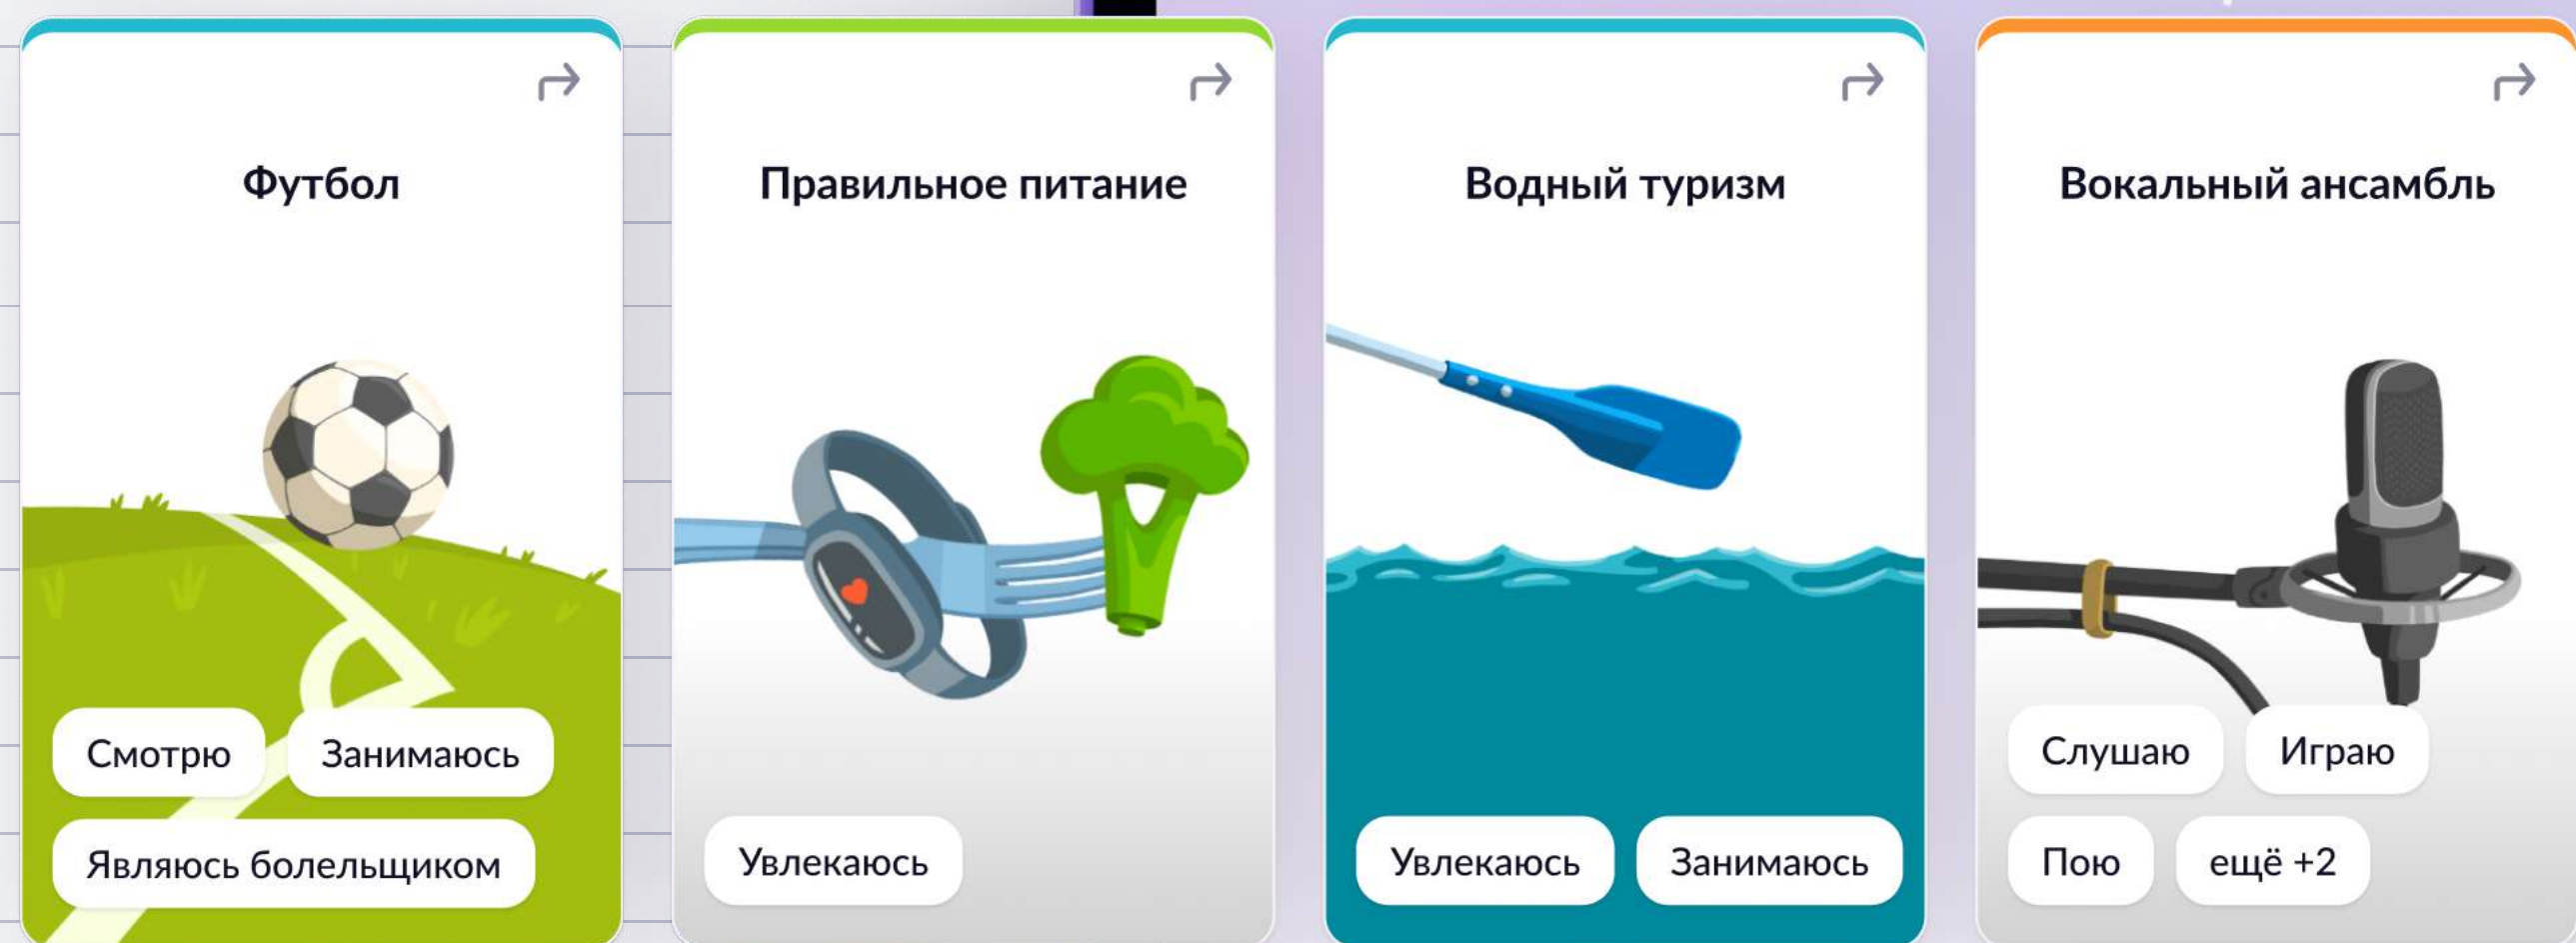 Футбол
Смотрю
Занимаюсь
Являюсь болельщиком
Правильное питание
Увлекаюсь
Водный туризм
Увлекаюсь
Занимаюсь
Вокальный ансамбль
Слушаю
Играю
Пою
ещё +2